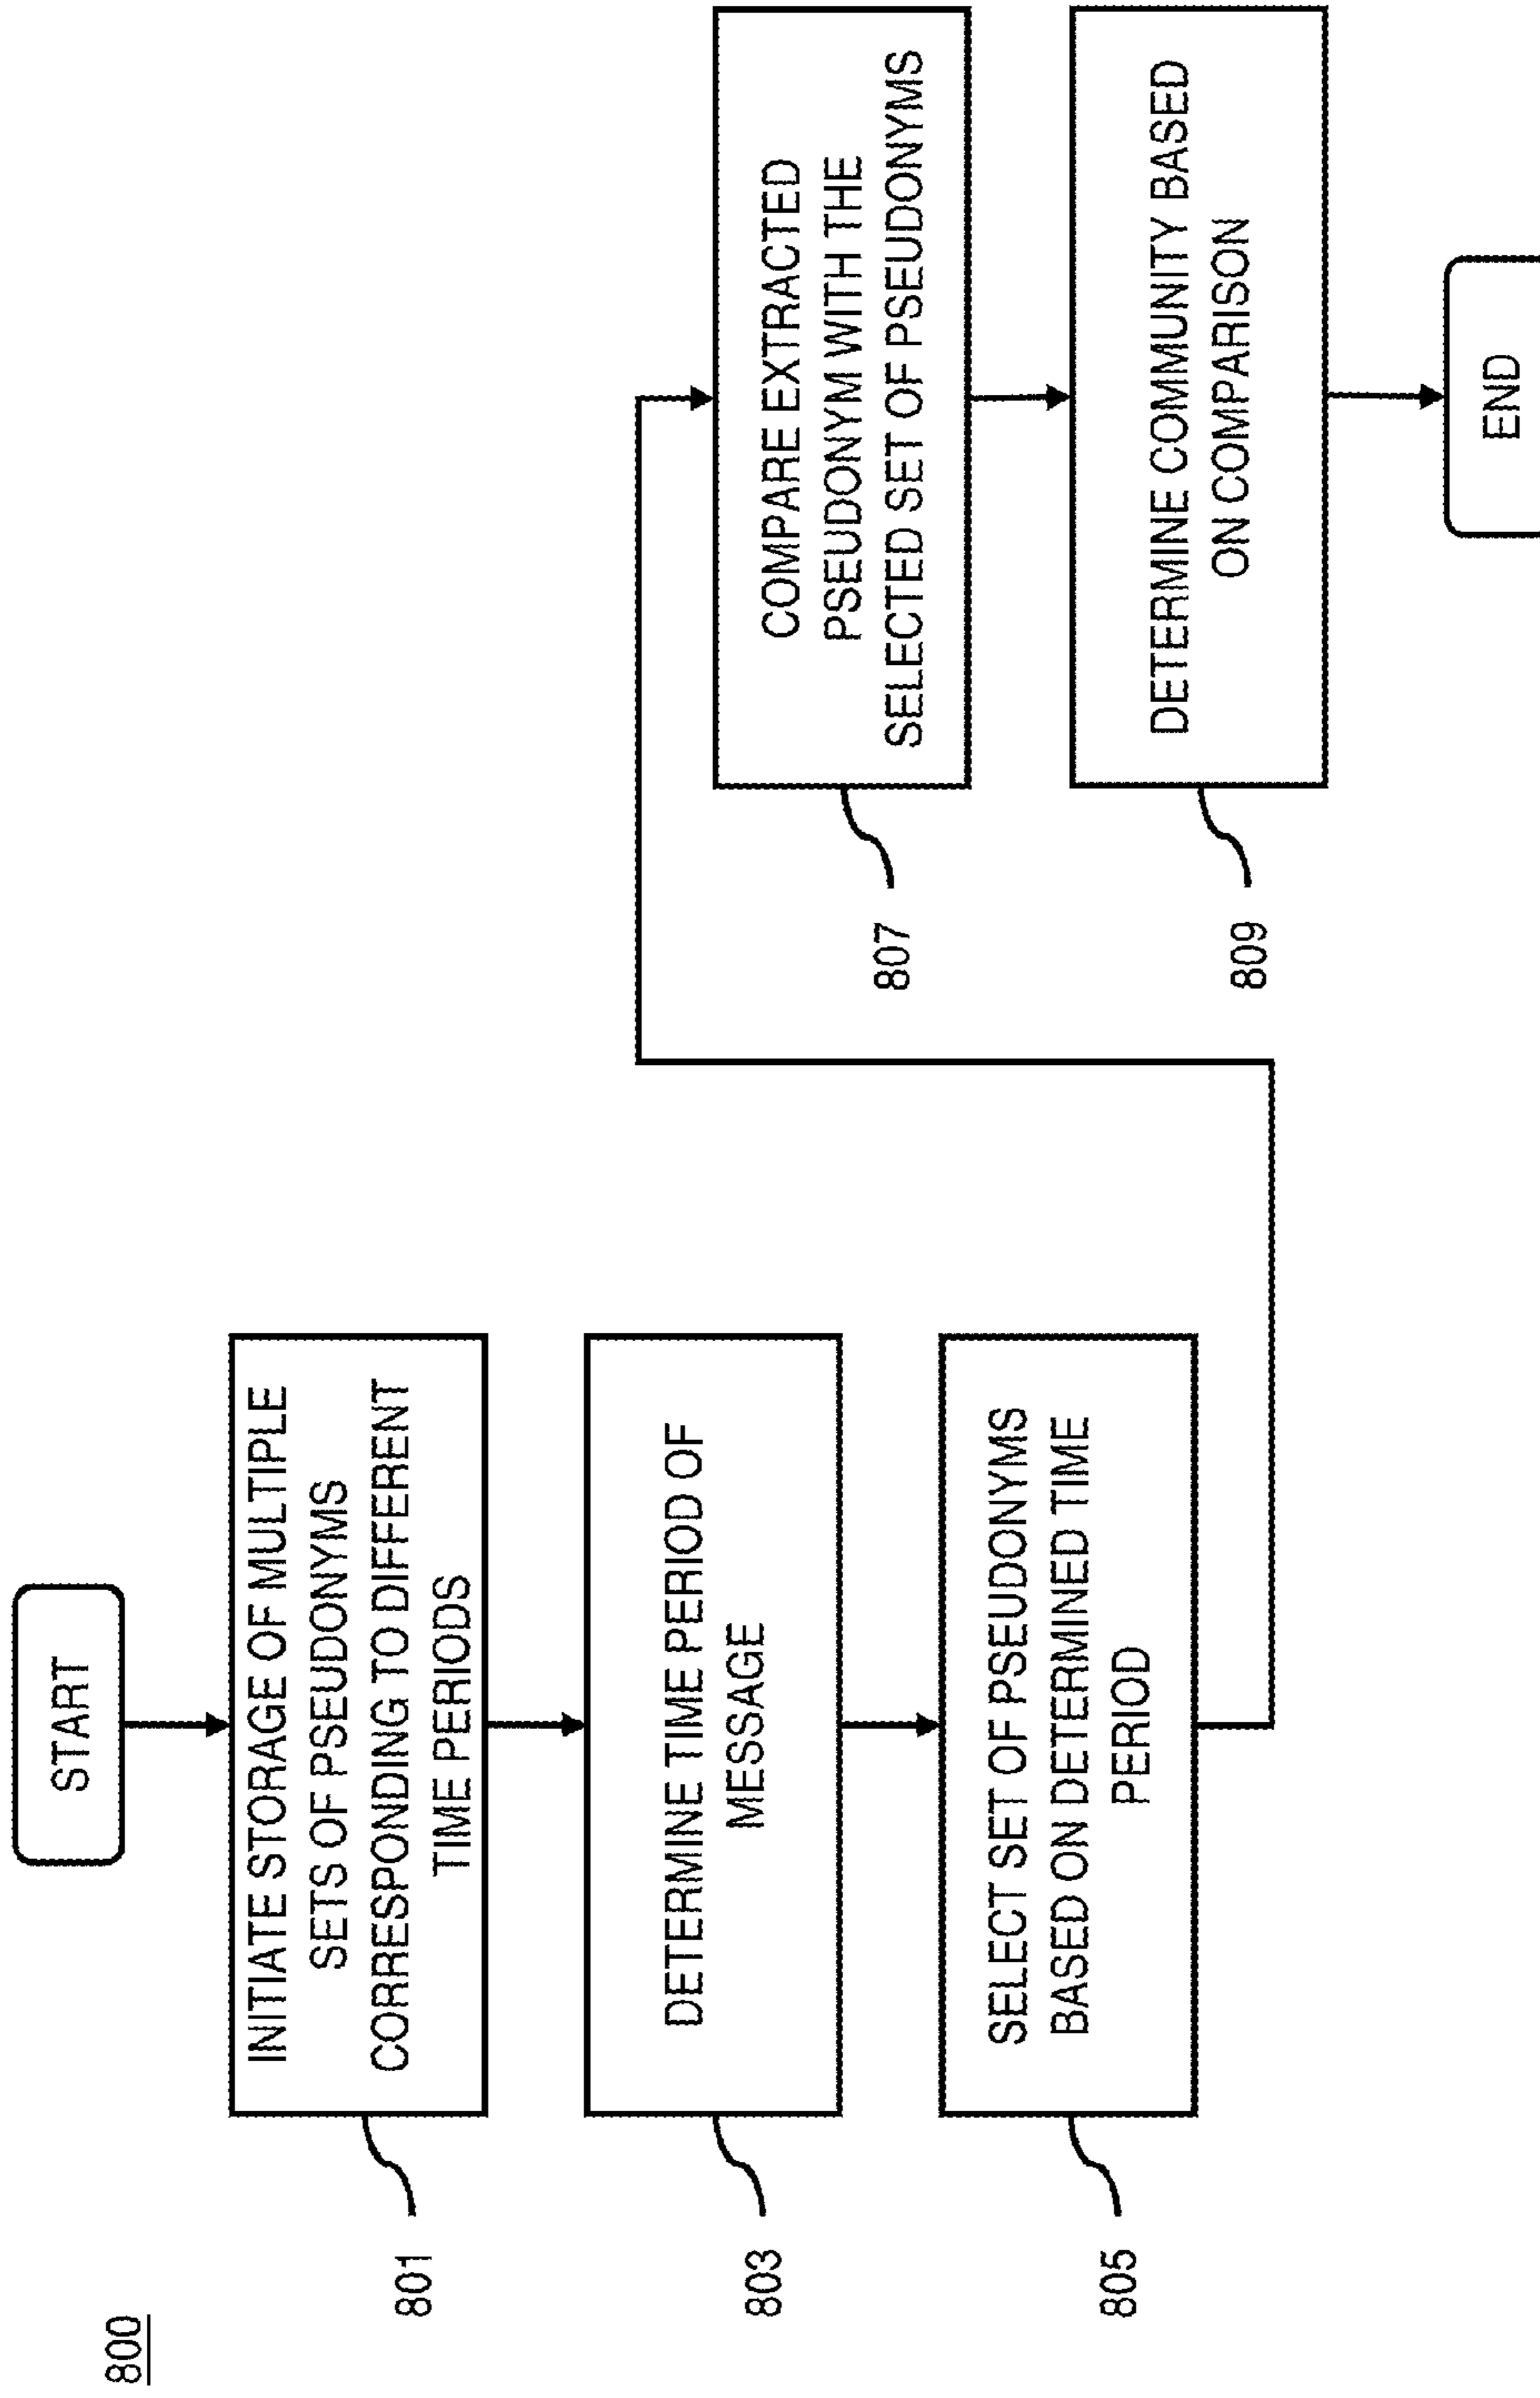 800
START
801
INITIATE STORAGE OF MULTIPLE
SETS OF PSEUDONYMS
CORRESPONDING TO DIFFERENT
TIME PERIODS
803
DETERMINE TIME PERIOD OF
MESSAGE
805
SELECT SET OF PSEUDONYMS
BASED ON DETERMINED TIME
PERIOD
807
COMPARE EXTRACTED
PSEUDONYM WITH THE
SELECTED SET OF PSEUDONYMS
809
DETERMINE COMMUNITY BASED
ON COMPARISON
END